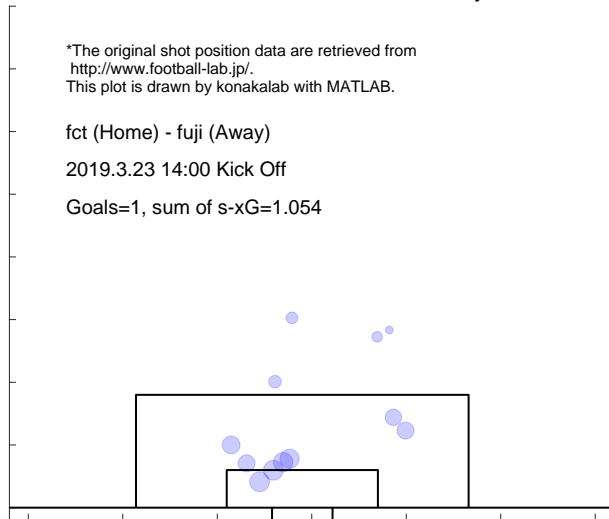 *The original shot position data are retrieved from
http://www.football-lab.jp/.
This plot is drawn by konakalab with MATLAB.
fct (Home) - fuji (Away)
2019.3.23 14:00 Kick Off
Goals=1, sum of s-xG=1.054